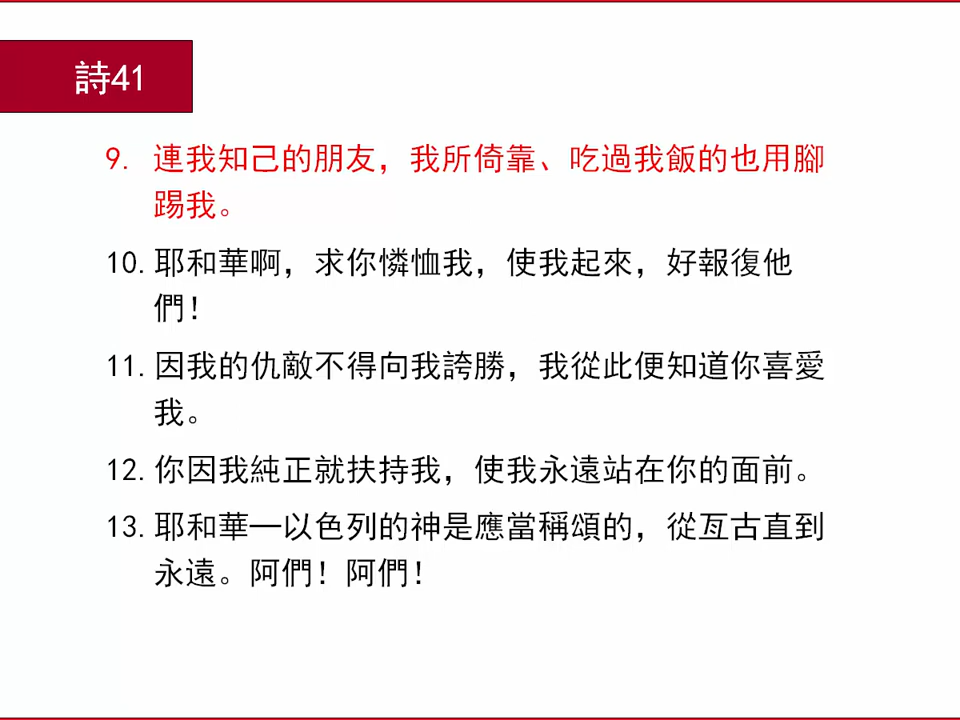 詩41
9. 連我知己的朋友，我所倚靠、吃過我飯的也用腳
踢我。
10. 耶和華啊，求你憐恤我，使我起來，好報復他
們！
11. 因我的仇敵不得向我誇勝，我從此便知道你喜愛
我。
12. 你因我純正就扶持我，使我永遠站在你的面前。
13. 耶和華—以色列的神是應當稱頌的，從亙古直到
永遠。阿們！阿們！